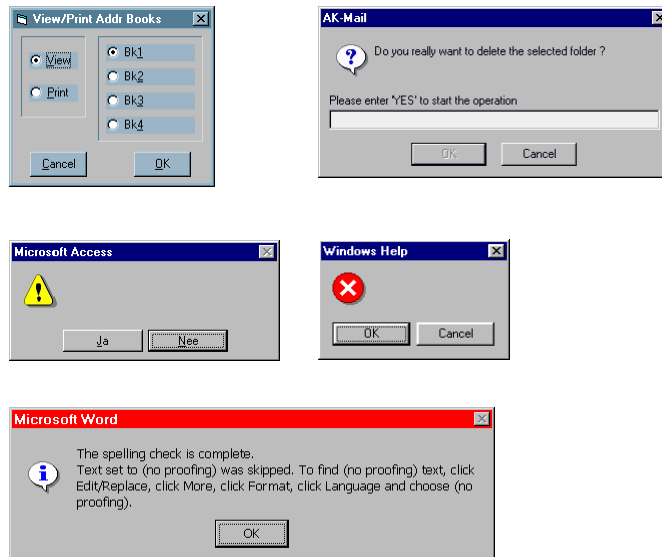 View/Print Addr Books
View
Print
Bk1
Bk2
Bk3
Bk4
Cancel
OK
AK-Mail
Do you really want to delete the selected folder ?
Please enter "YES" to start the operation
OK
Cancel
Microsoft Access
Ja
Nee
Windows Help
OK
Cancel
Microsoft Word
The spelling check is complete.
Text set to (no proofing) was skipped. To find (no proofing) text, click
Edit/Replace, click More, click Format, click Language and choose (no
proofing).
OK